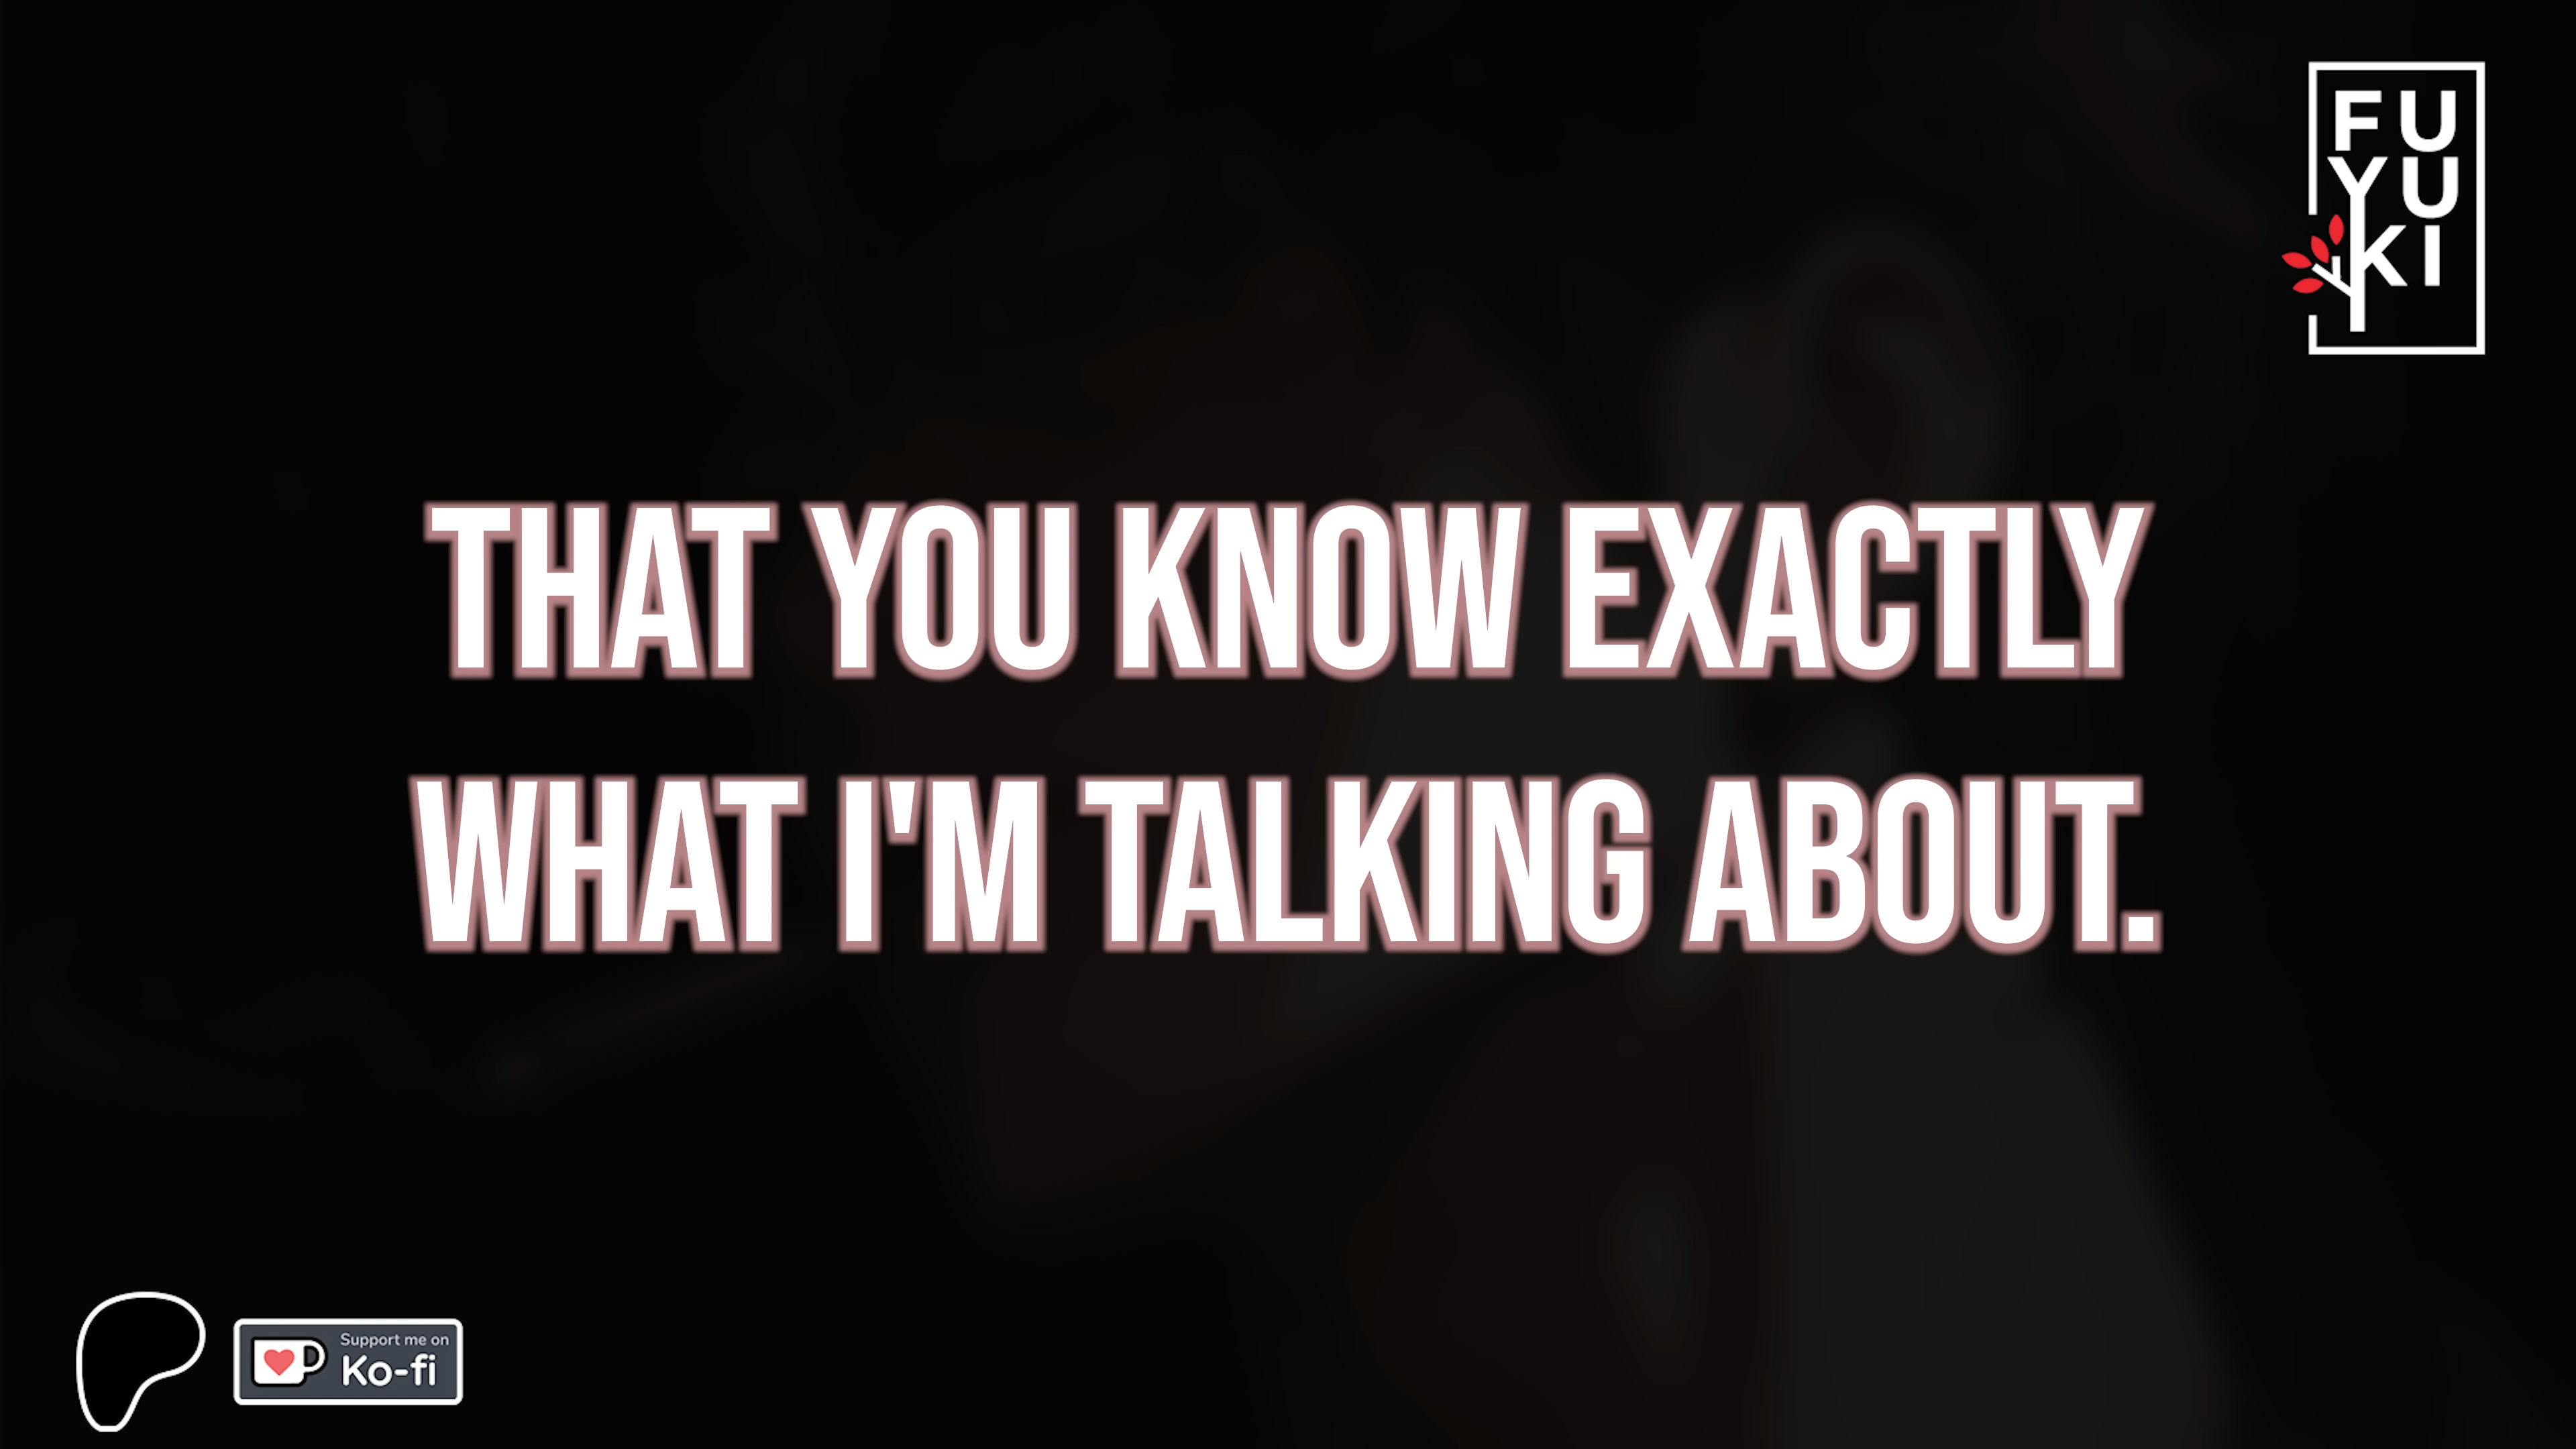 FU
YU
KI
THAT YOU KNOW EXACTLY
WHAT I'M TALKING ABOUT.
Support me on
Ko-fi